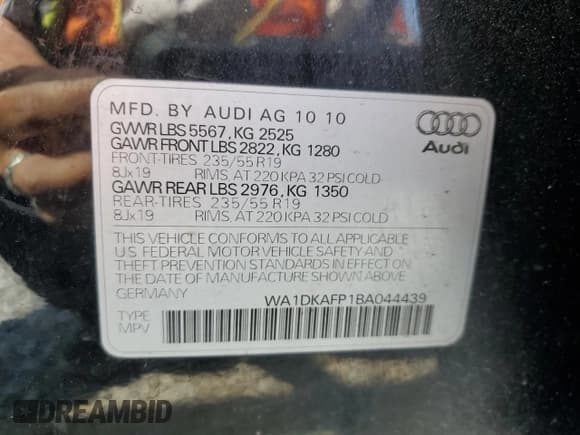 MFD. BY AUDI AG 10 10
GVWR LBS 5567, KG 2525
GAWR FRONT LBS 2822, KG 1280
FRONT-TIRES 235/55 R19
8Jx19 RIMS, AT 220 KPA 32 PSI COLD
GAWR REAR LBS 2976, KG 1350
REAR-TIRES 235/55 R19
8Jx19 RIMS, AT 220 KPA 32 PSI COLD
Audi
THIS VEHICLE CONFORMS TO ALL APPLICABLE
U.S. FEDERAL MOTOR VEHICLE SAFETY AND
THEFT PREVENTION STANDARDS IN EFFECT ON
THE DATE OF MANUFACTURE SHOWN ABOVE.
GERMANY WA1DKAFP1BA044439
TYPE
MPV
DREAMBID